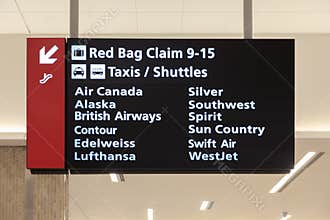 Red Bag Claim 9-15
Taxis / Shuttles
Air Canada
Alaska
British Airways
Contour
Edelweiss
Lufthansa
Silver
Southwest
Spirit
Sun Country
Swift Air
WestJet